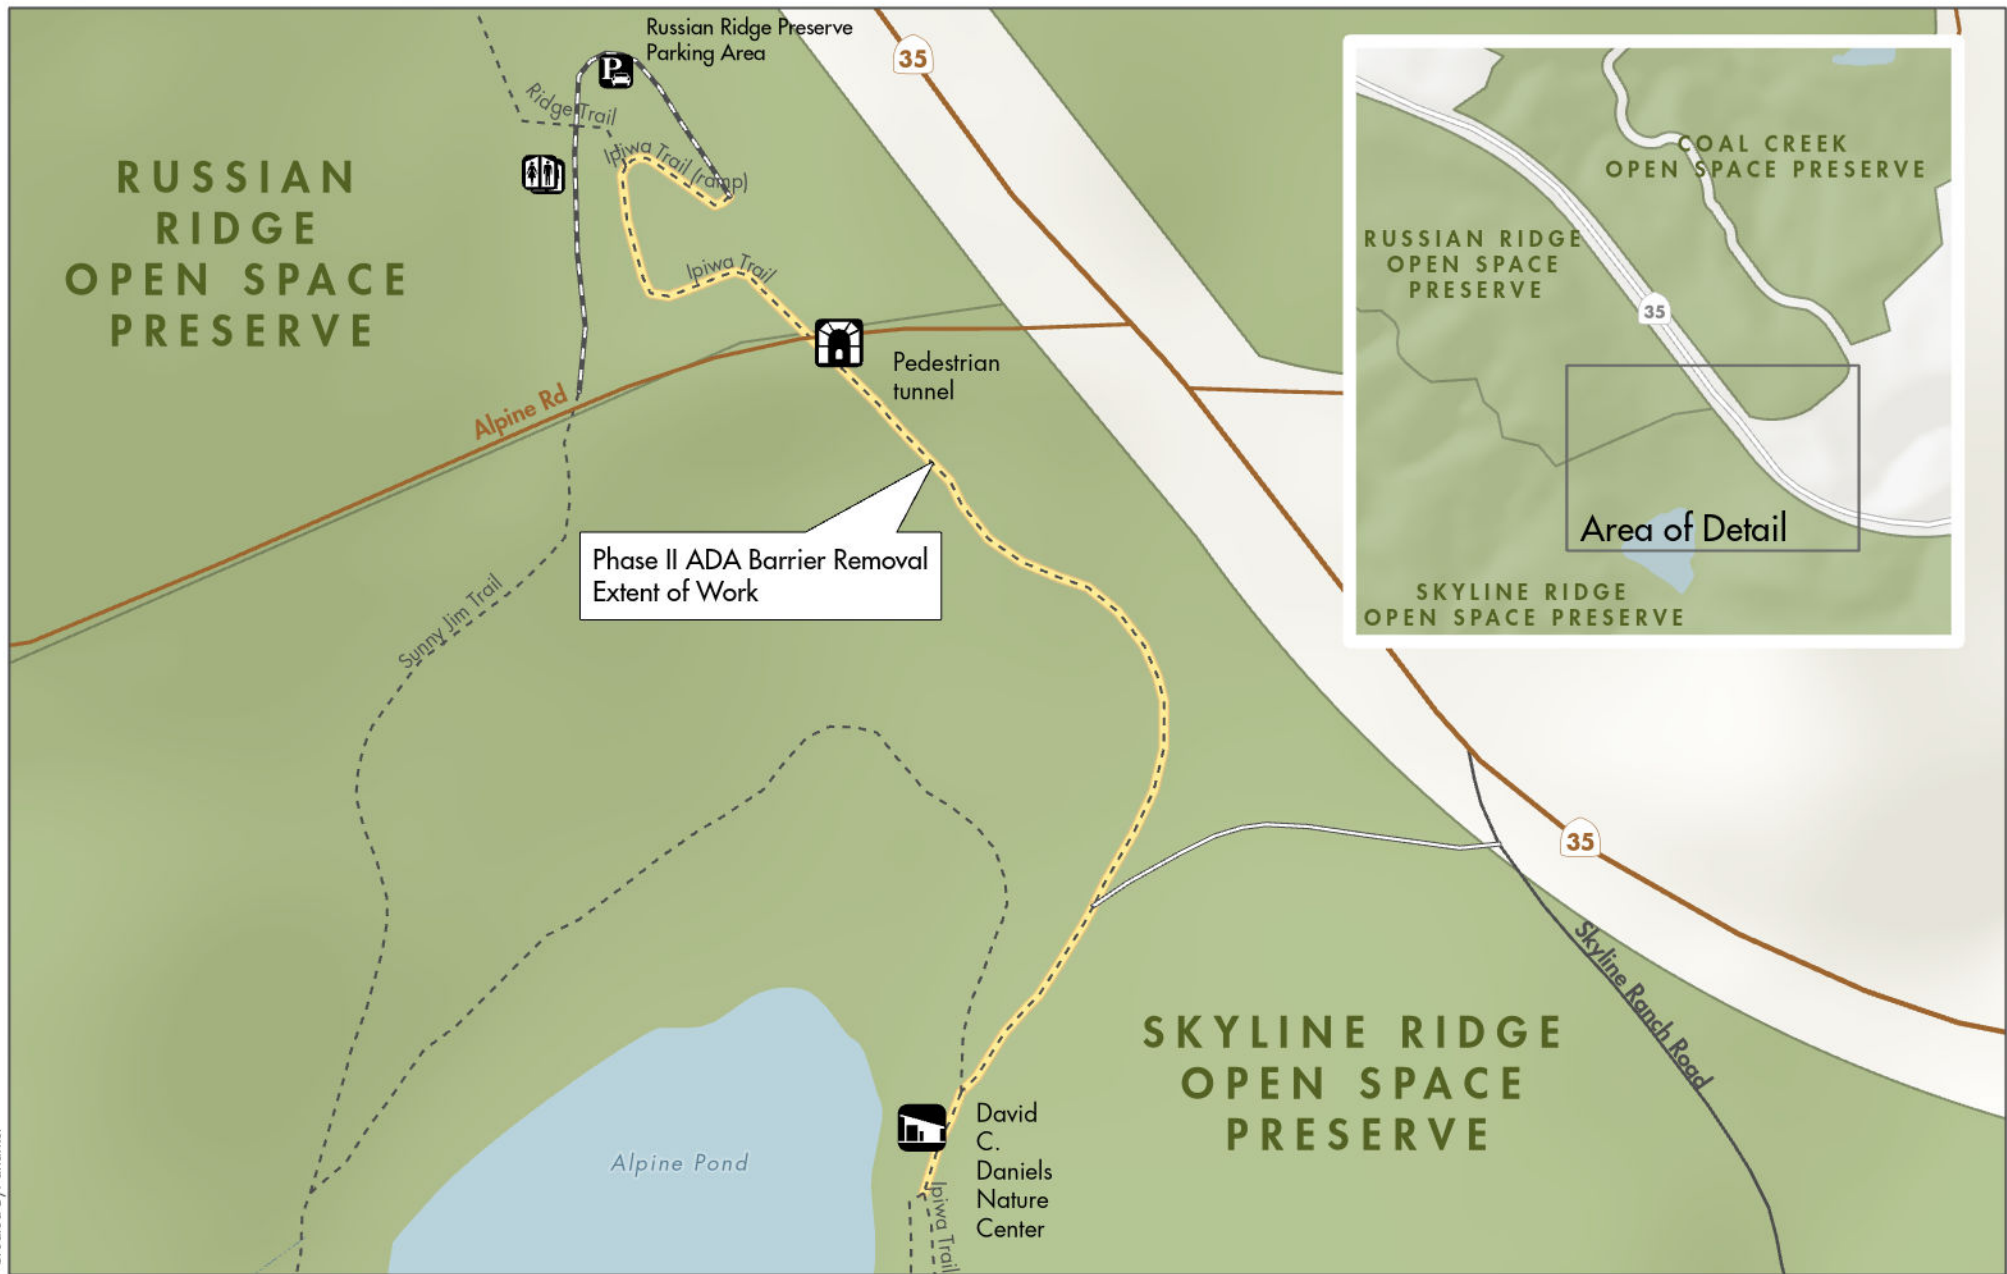 Russian Ridge Preserve
Parking Area
35
Ridge Trail
Ipiwa Trail (ramp)
RUSSIAN
RIDGE
OPEN SPACE
PRESERVE
Ipiwa Trail
Pedestrian
tunnel
Alpine Rd
Phase II ADA Barrier Removal
Extent of Work
Sunny Jim Trail
COAL CREEK
OPEN SPACE PRESERVE
RUSSIAN RIDGE
OPEN SPACE
PRESERVE
35
Area of Detail
SKYLINE RIDGE
OPEN SPACE PRESERVE
35
Skyline Ranch Road
SKYLINE RIDGE
OPEN SPACE
PRESERVE
David
C.
Daniels
Nature
Center
Alpine Pond
Ipiwa Trail
P